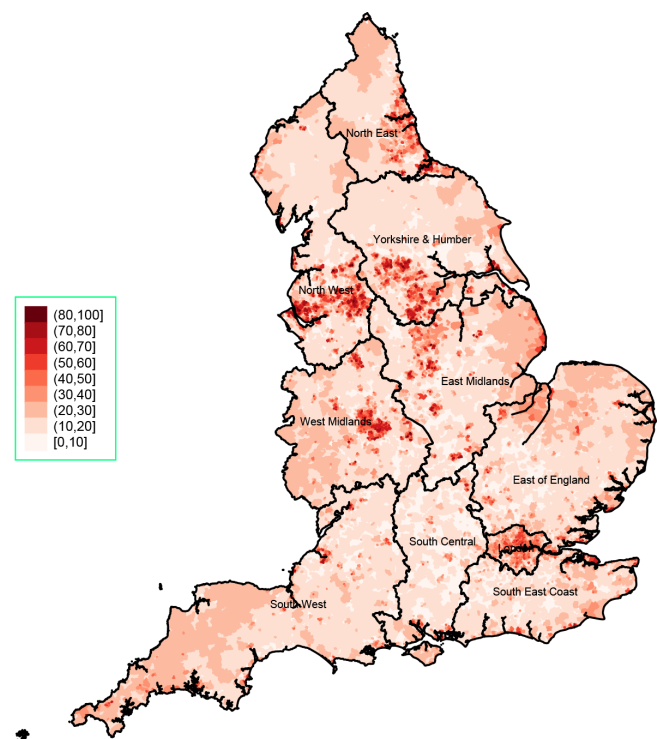 North East
Yorkshire & Humber
North West
(80,100]
(70,80]
(60,70]
(50,60]
(40,50]
(30,40]
(20,30]
(10,20]
[0,10]
East Midlands
West Midlands
East of England
South Central
London
South East Coast
South West